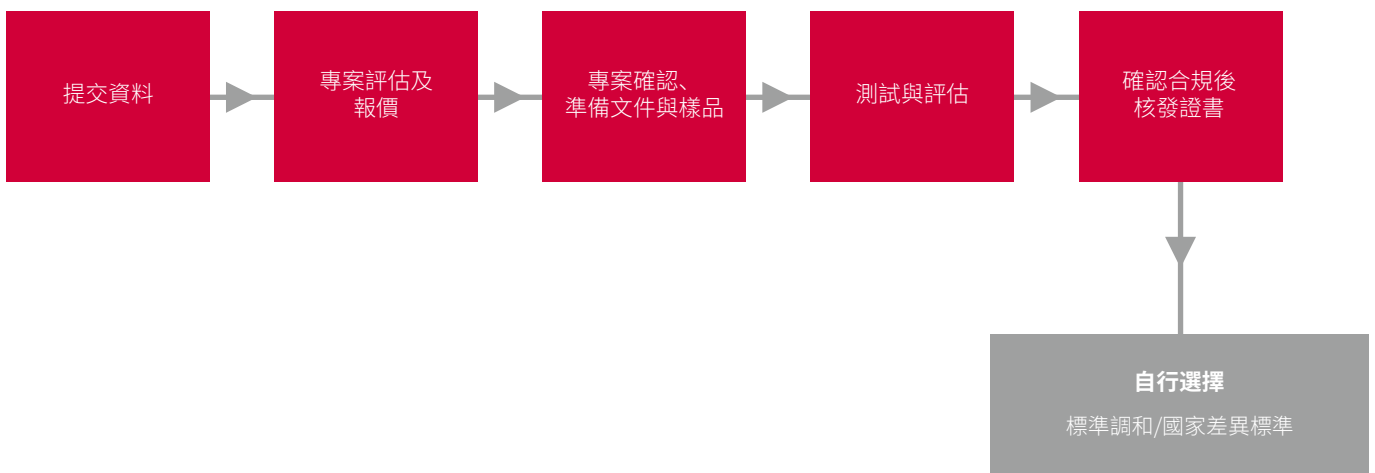 提交資料
專案評估及
報價
專案確認、
準備文件與樣品
測試與評估
確認合規後
核發證書
自行選擇
標準調和/國家差異標準